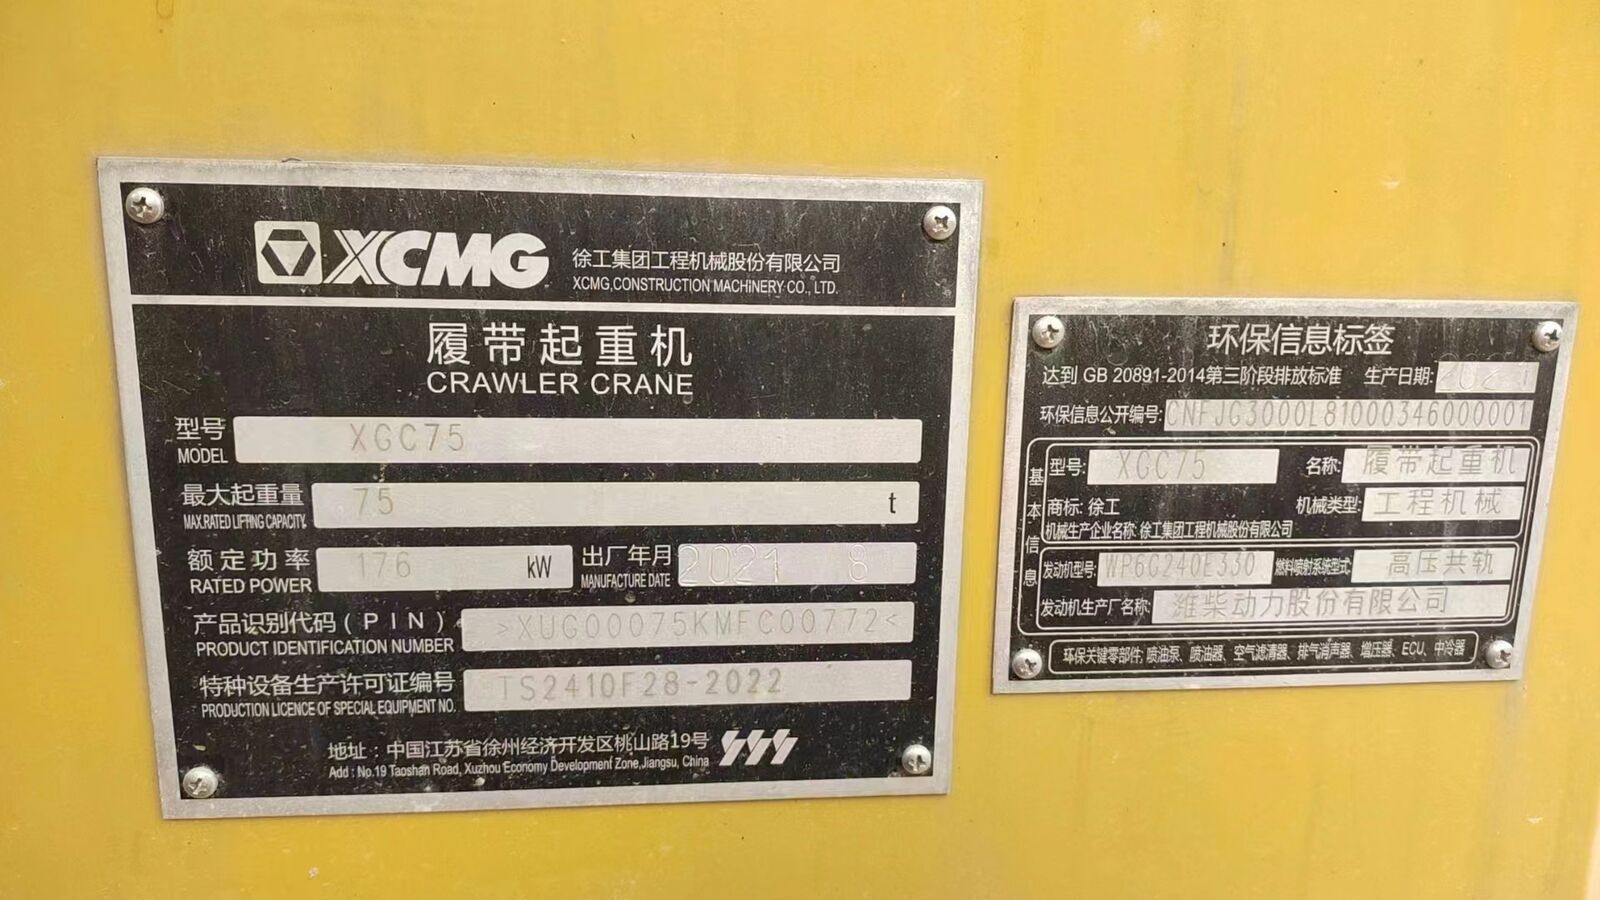 XCMG 徐工集团工程机械股份有限公司
XCMG CONSTRUCTION MACHINERY CO., LTD.
履带起重机
CRAWLER CRANE
型号 XGC75
MODEL
最大起重量 75 t
MAX.RATED LIFTING CAPACITY
额定功率 176 kW 出厂年月 2021 8
RATED POWER MANUFACTURE DATE
产品识别代码(PIN) >XUG00075KMFC00772<
PRODUCT IDENTIFICATION NUMBER
特种设备生产许可证编号 TS2410F28-2022
PRODUCTION LICENCE OF SPECIAL EQUIPMENT NO.
地址：中国江苏省徐州经济开发区桃山路19号
Add : No.19 Taoshan Road, Xuzhou Economy Development Zone,Jiangsu, China
环保信息标签
达到 GB 20891-2014第三阶段排放标准 生产日期:
环保信息公开编号: CNFJG3000L81000346000001
基本信息
型号: XGC75 名称: 履带起重机
商标: 徐工 机械类型: 工程机械
机械生产企业名称: 徐工集团工程机械股份有限公司
发动机型号: WP6G240E330 燃料喷射系统型式: 高压共轨
发动机生产厂名称: 潍柴动力股份有限公司
环保关键零部件: 喷油泵、喷油器、空气滤清器、排气消声器、增压器、ECU、中冷器